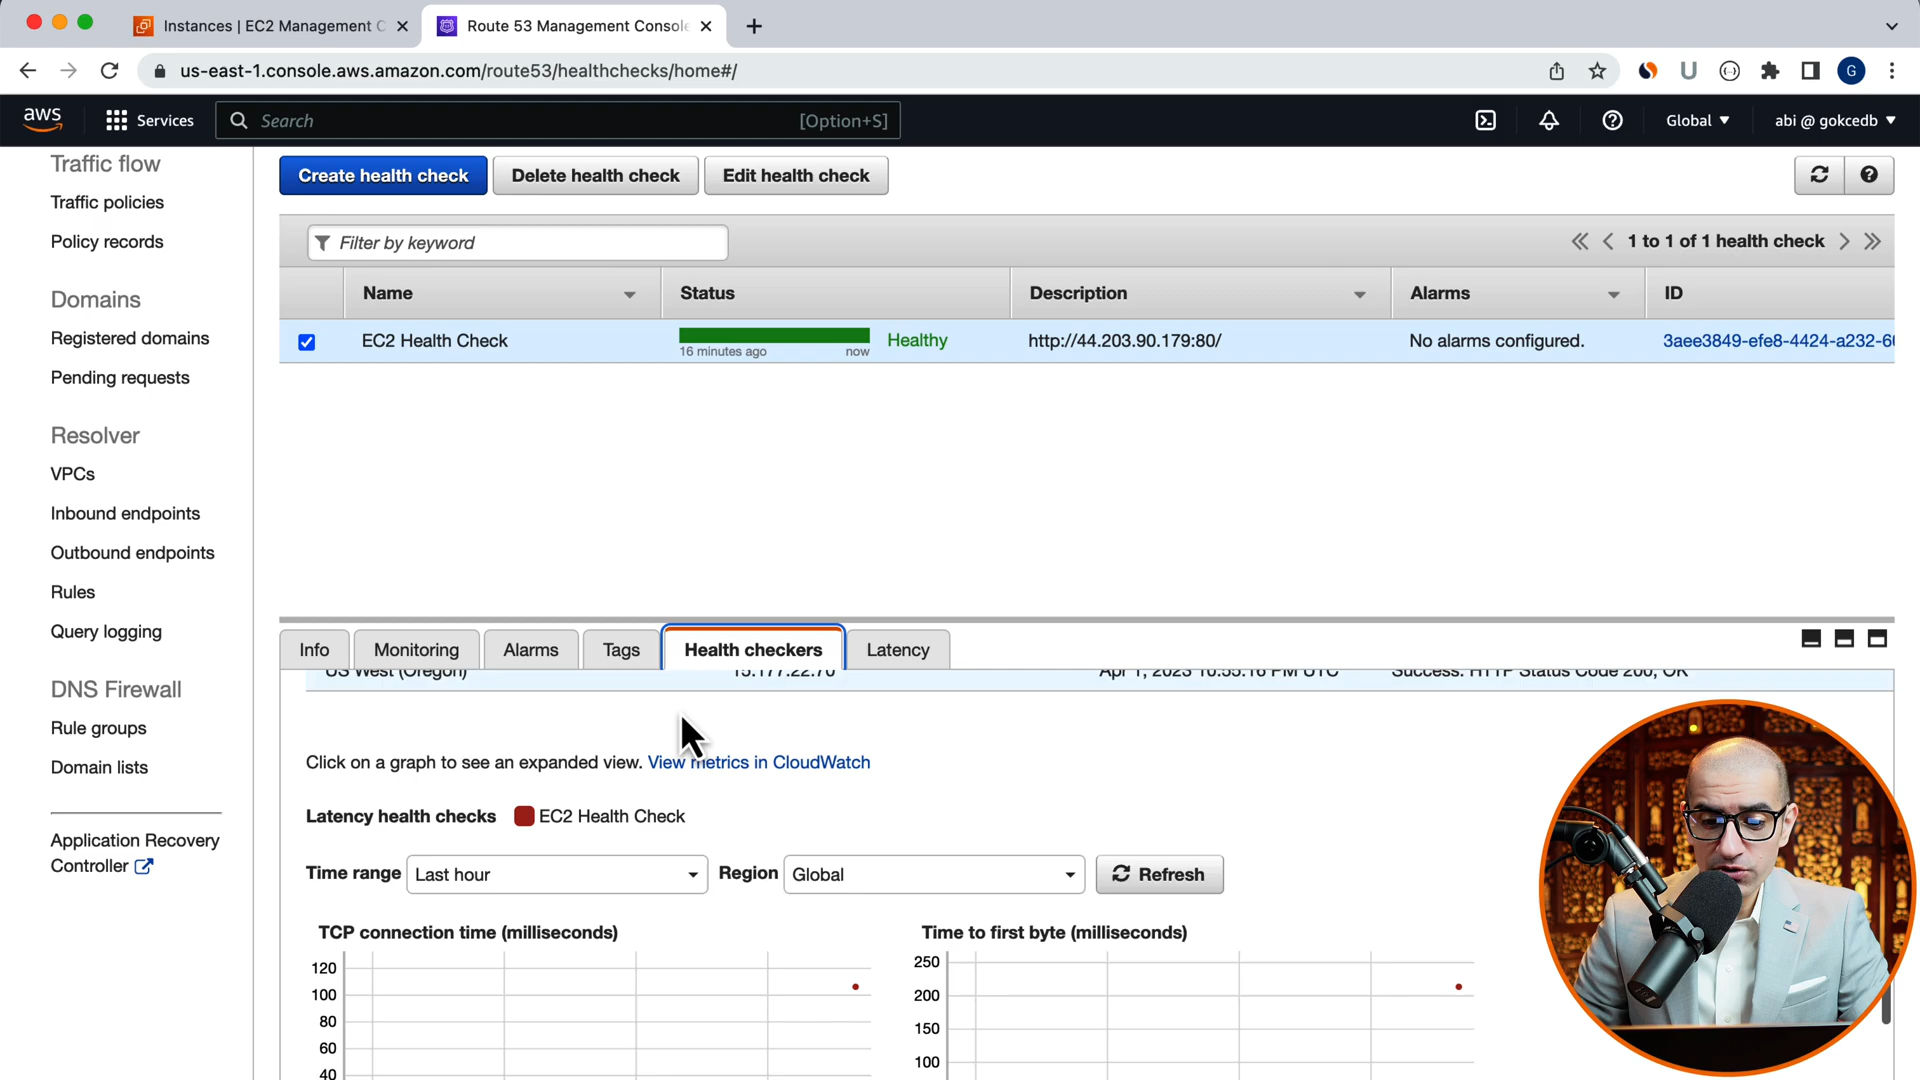 Instances | EC2 Management C
Route 53 Management Console
us-east-1.console.aws.amazon.com/route53/healthchecks/home#/
G
aws
Services
Search
[Option+S]
Global
abi @ gokcedb
Traffic flow
Traffic policies
Policy records
Domains
Registered domains
Pending requests
Resolver
VPCs
Inbound endpoints
Outbound endpoints
Rules
Query logging
DNS Firewall
Rule groups
Domain lists
Application Recovery
Controller
Create health check
Delete health check
Edit health check
Filter by keyword
1 to 1 of 1 health check
Name
Status
Description
Alarms
ID
EC2 Health Check
16 minutes ago
now
Healthy
http://44.203.90.179:80/
No alarms configured.
3aee3849-efe8-4424-a232-6
Info
Monitoring
Alarms
Tags
Health checkers
Latency
US West (Oregon)
15.177.22.70
Apr 1, 2023 10:55:16 PM UTC
Success: HTTP Status Code 200, OK
Click on a graph to see an expanded view. View metrics in CloudWatch
Latency health checks
EC2 Health Check
Time range
Last hour
Region
Global
Refresh
TCP connection time (milliseconds)
120
100
80
60
40
Time to first byte (milliseconds)
250
200
150
100